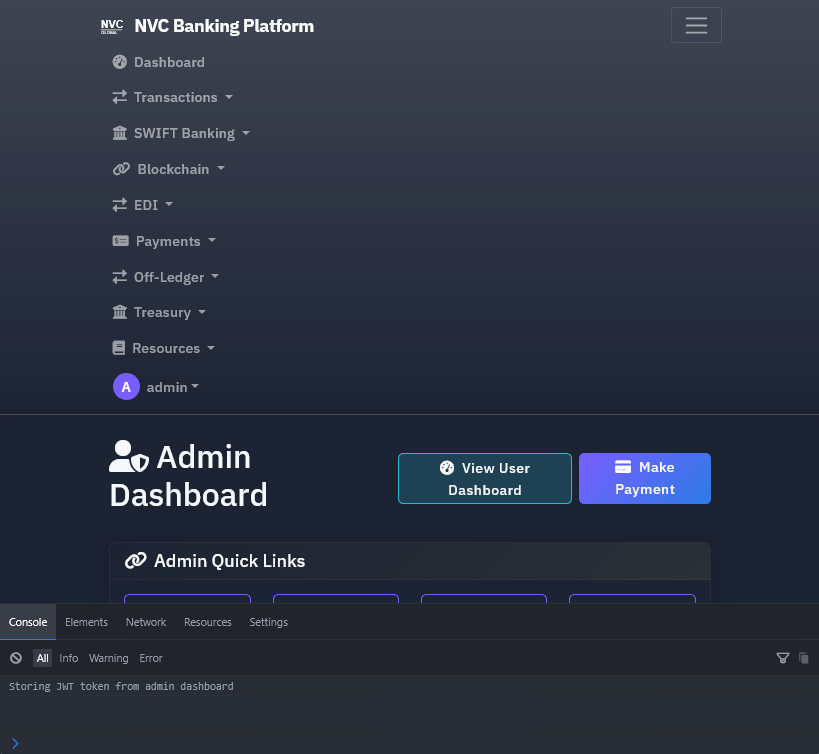 NVC
GLOBAL
NVC Banking Platform
Dashboard
Transactions
SWIFT Banking
Blockchain
EDI
Payments
Off-Ledger
Treasury
Resources
A admin
Admin
Dashboard
View User
Dashboard
Make
Payment
Admin Quick Links
Console Elements Network Resources Settings
All Info Warning Error
Storing JWT token from admin dashboard